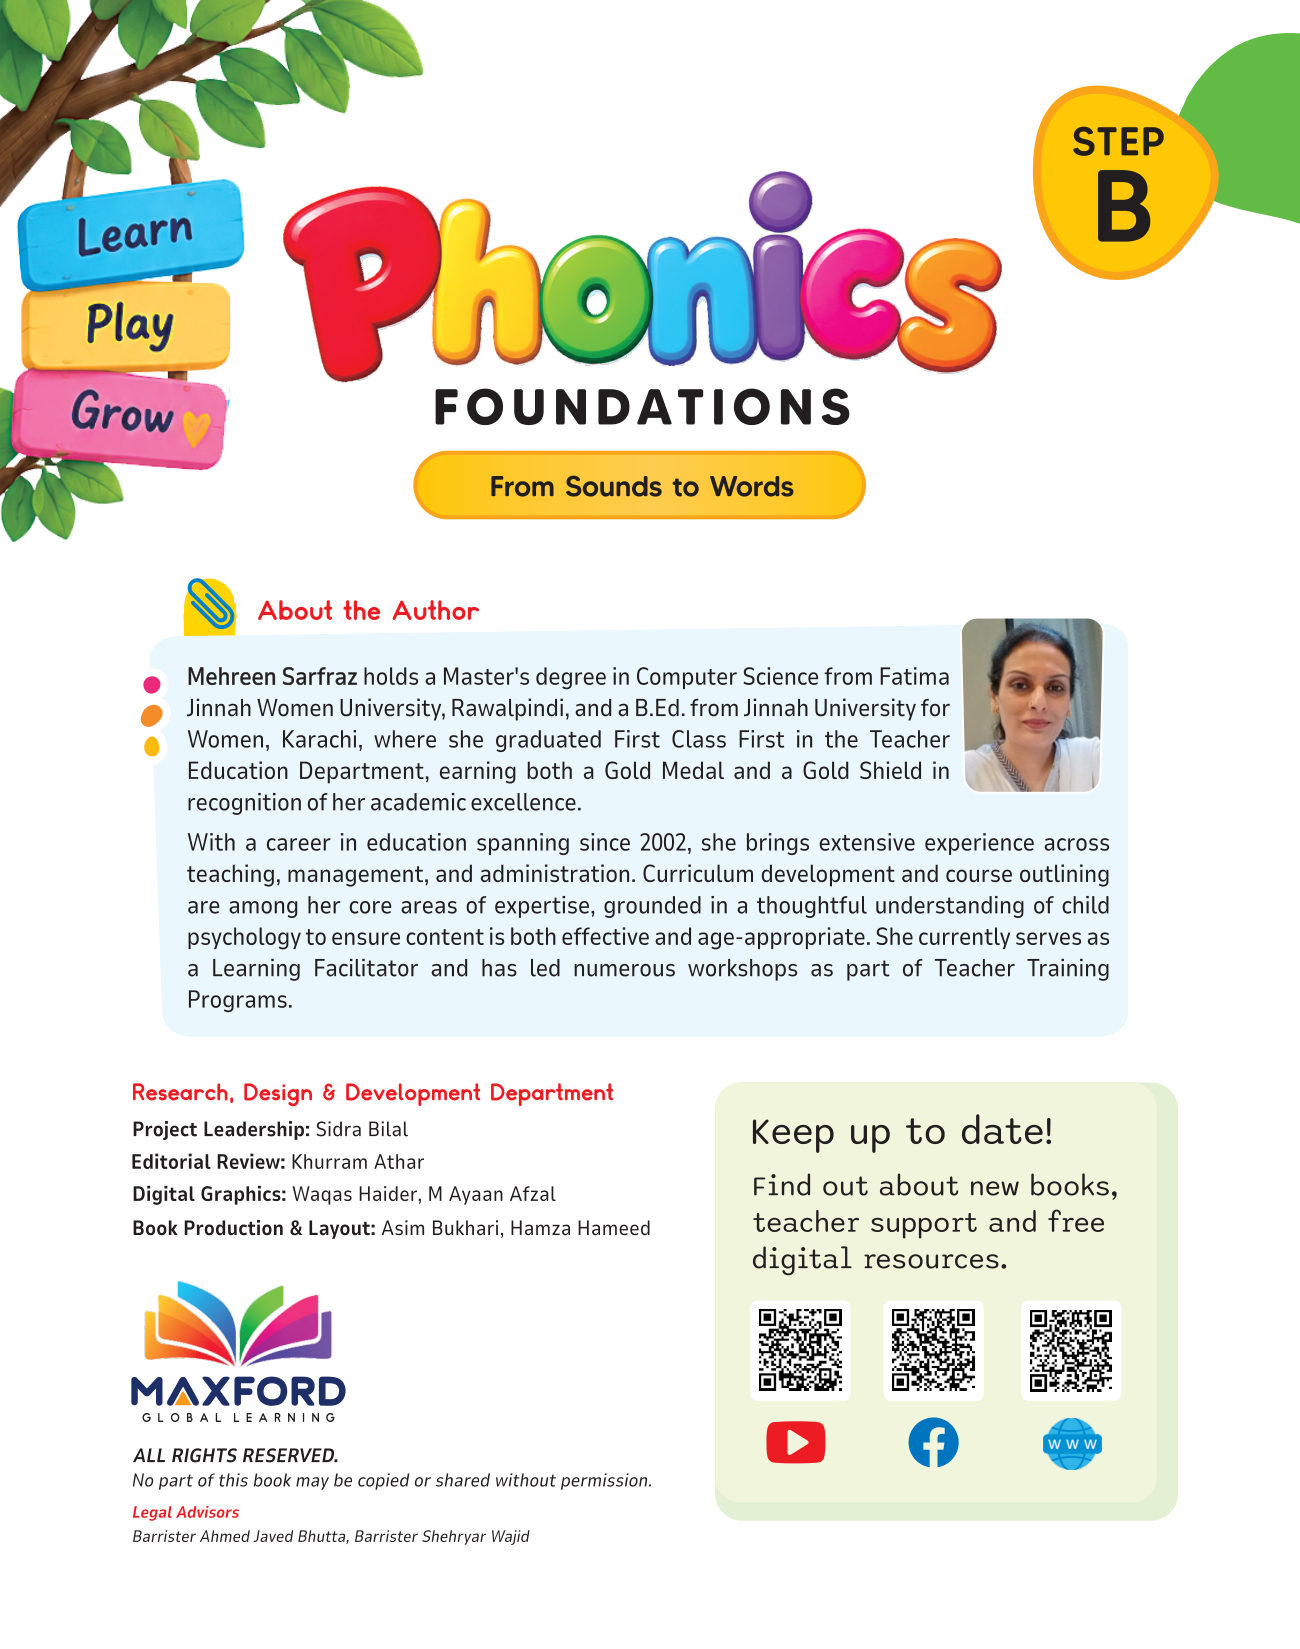 STEP
B
Learn
Play
Grow
Phonics
FOUNDATIONS
From Sounds to Words
About the Author
Mehreen Sarfraz holds a Master's degree in Computer Science from Fatima
Jinnah Women University, Rawalpindi, and a B.Ed. from Jinnah University for
Women, Karachi, where she graduated First Class First in the Teacher
Education Department, earning both a Gold Medal and a Gold Shield in
recognition of her academic excellence.
With a career in education spanning since 2002, she brings extensive experience across
teaching, management, and administration. Curriculum development and course outlining
are among her core areas of expertise, grounded in a thoughtful understanding of child
psychology to ensure content is both effective and age-appropriate. She currently serves as
a Learning Facilitator and has led numerous workshops as part of Teacher Training
Programs.
Research, Design & Development Department
Project Leadership: Sidra Bilal
Editorial Review: Khurram Athar
Digital Graphics: Waqas Haider, M Ayaan Afzal
Book Production & Layout: Asim Bukhari, Hamza Hameed
MAXFORD
GLOBAL LEARNING
ALL RIGHTS RESERVED.
No part of this book may be copied or shared without permission.
Legal Advisors
Barrister Ahmed Javed Bhutta, Barrister Shehryar Wajid
Keep up to date!
Find out about new books,
teacher support and free
digital resources.
WWW